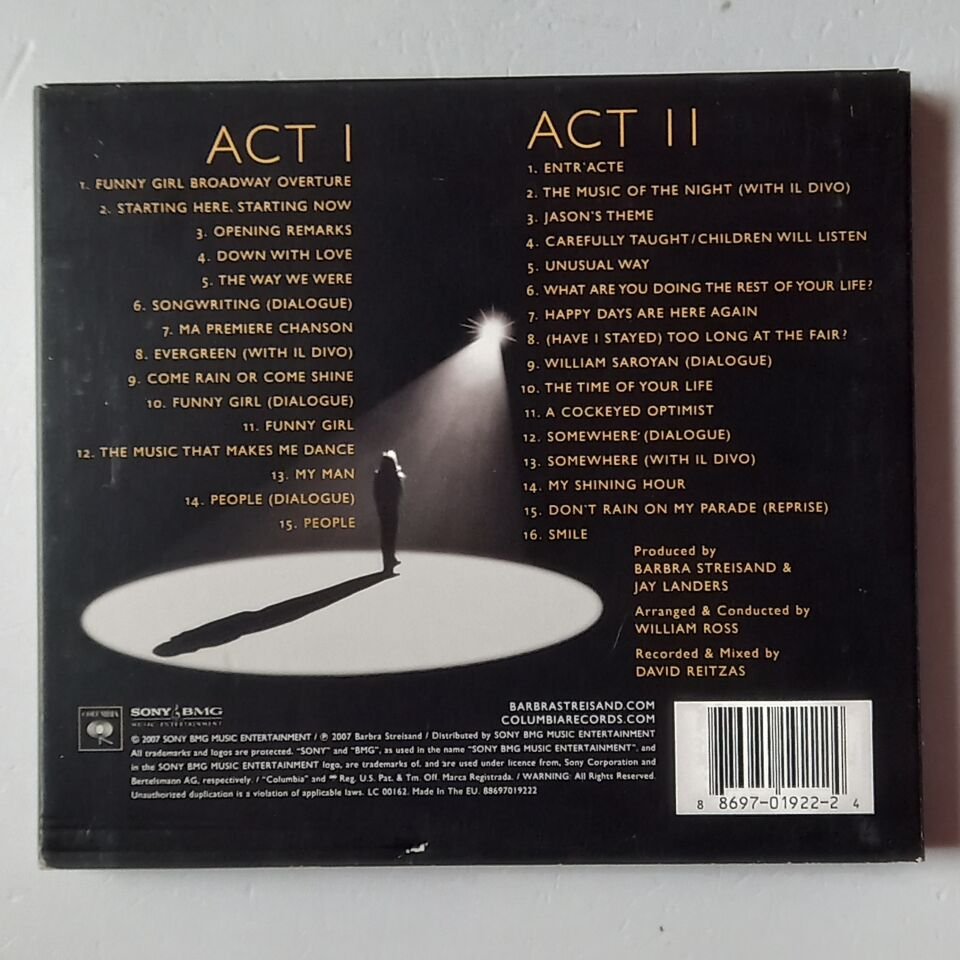 ACT I
1. FUNNY GIRL BROADWAY OVERTURE
2. STARTING HERE, STARTING NOW
3. OPENING REMARKS
4. DOWN WITH LOVE
5. THE WAY WE WERE
6. SONGWRITING (DIALOGUE)
7. MA PREMIERE CHANSON
8. EVERGREEN (WITH IL DIVO)
9. COME RAIN OR COME SHINE
10. FUNNY GIRL (DIALOGUE)
11. FUNNY GIRL
12. THE MUSIC THAT MAKES ME DANCE
13. MY MAN
14. PEOPLE (DIALOGUE)
15. PEOPLE
ACT II
1. ENTR'ACTE
2. THE MUSIC OF THE NIGHT (WITH IL DIVO)
3. JASON'S THEME
4. CAREFULLY TAUGHT/CHILDREN WILL LISTEN
5. UNUSUAL WAY
6. WHAT ARE YOU DOING THE REST OF YOUR LIFE?
7. HAPPY DAYS ARE HERE AGAIN
8. (HAVE I STAYED) TOO LONG AT THE FAIR?
9. WILLIAM SAROYAN (DIALOGUE)
10. THE TIME OF YOUR LIFE
11. A COCKEYED OPTIMIST
12. SOMEWHERE (DIALOGUE)
13. SOMEWHERE (WITH IL DIVO)
14. MY SHINING HOUR
15. DON'T RAIN ON MY PARADE (REPRISE)
16. SMILE
Produced by
BARBRA STREISAND &
JAY LANDERS
Arranged & Conducted by
WILLIAM ROSS
Recorded & Mixed by
DAVID REITZAS
COLUMBIA
SONY BMG
MUSIC ENTERTAINMENT
BARBRASTREISAND.COM
COLUMBIARECORDS.COM
© 2007 SONY BMG MUSIC ENTERTAINMENT / ℗ 2007 Barbra Streisand / Distributed by SONY BMG MUSIC ENTERTAINMENT
All trademarks and logos are protected. "SONY" and "BMG", as used in the name "SONY BMG MUSIC ENTERTAINMENT", and
in the SONY BMG MUSIC ENTERTAINMENT logo, are trademarks of, and are used under licence from, Sony Corporation and
Bertelsmann AG, respectively. / "Columbia" and Reg. U.S. Pat. & Tm. Off. Marca Registrada. / WARNING: All Rights Reserved.
Unauthorized duplication is a violation of applicable laws. LC 00162. Made In The EU. 88697019222
8 8697-01922-2 4